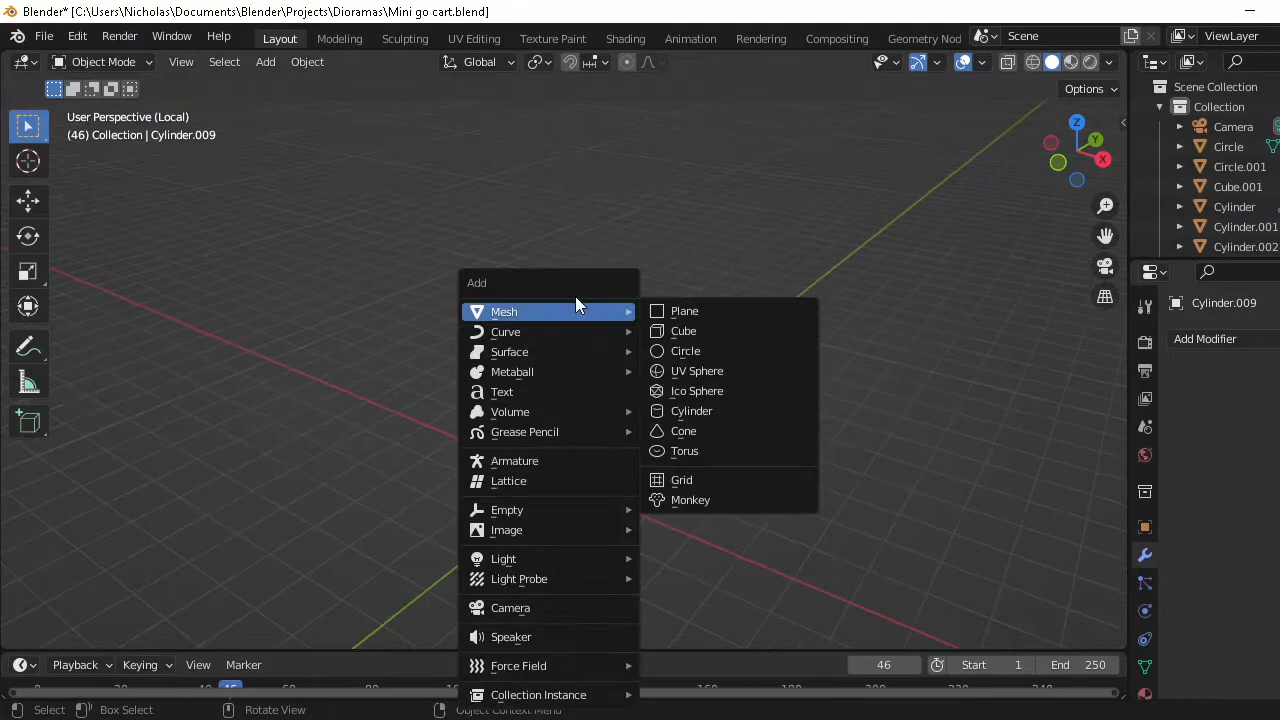 Blender* [C:\Users\Nicholas\Documents\Blender\Projects\Dioramas\Mini go cart.blend]
File Edit Render Window Help Layout Modeling Sculpting UV Editing Texture Paint Shading Animation Rendering Compositing Geometry Nod Scene ViewLayer
Object Mode View Select Add Object Global
Options
User Perspective (Local)
(46) Collection | Cylinder.009
Z
Y
X
Scene Collection
Collection
Camera
Circle
Circle.001
Cube.001
Cylinder
Cylinder.001
Cylinder.002
Cylinder.009
Add Modifier
Add
Mesh
Curve
Surface
Metaball
Text
Volume
Grease Pencil
Armature
Lattice
Empty
Image
Light
Light Probe
Camera
Speaker
Force Field
Collection Instance
Plane
Cube
Circle
UV Sphere
Ico Sphere
Cylinder
Cone
Torus
Grid
Monkey
Playback Keying View Marker 46 Start 1 End 250
46
Select Box Select Rotate View Object Context Menu